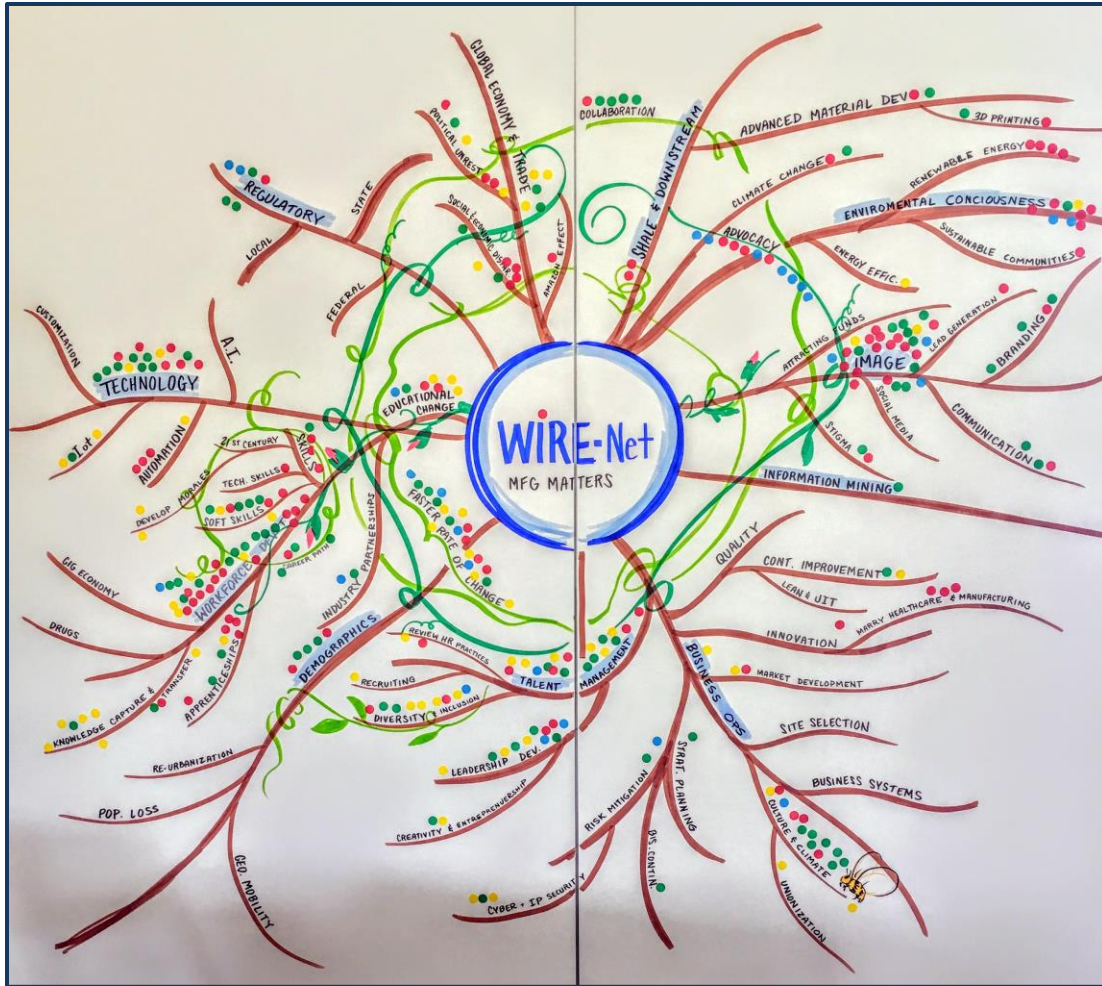 WIRE-Net
MFG MATTERS
GLOBAL ECONOMY & TRADE
POLITICAL UNREST
AMAZON EFFECT
COLLABORATION
SHALE & DOWNSTREAM
ADVANCED MATERIAL DEV
3D PRINTING
CLIMATE CHANGE
RENEWABLE ENERGY
ENVIROMENTAL CONCIOUSNESS
SUSTAINABLE COMMUNITIES
ENERGY EFFIC.
ADVOCACY
ATTRACTING FUNDS
IMAGE
LEAD GENERATION
BRANDING
SOCIAL MEDIA
STIGMA
COMMUNICATION
INFORMATION MINING
BUSINESS OPS
QUALITY
CONT. IMPROVEMENT
LEAN &
INNOVATION
MARRY HEALTHCARE & MANUFACTURING
MARKET DEVELOPMENT
SITE SELECTION
BUSINESS SYSTEMS
CULTURE & CLIMATE
UNIONIZATION
STRAT. PLANNING
RISK MITIGATION
DIS. CONTIN.
CYBER + IP SECURITY
TALENT MANAGEMENT
REVIEW HR PRACTICES
RECRUITING
DIVERSITY & INCLUSION
LEADERSHIP DEV.
CREATIVITY & ENTREPRENEURSHIP
FASTER RATE OF CHANGE
DEMOGRAPHICS
RE-URBANIZATION
POP. LOSS
GEO. MOBILITY
EDUCATIONAL CHANGE
INDUSTRY PARTNERSHIPS
WORKFORCE DEV'T
SKILLS
21ST CENTURY
TECH. SKILLS
SOFT SKILLS
DEVELOP MORALES
CAREER PATH
GIG ECONOMY
DRUGS
KNOWLEDGE CAPTURE & TRANSFER
APPRENTICESHIPS
TECHNOLOGY
CUSTOMIZATION
A.I.
IoT
AUTOMATION
REGULATORY
STATE
LOCAL
FEDERAL